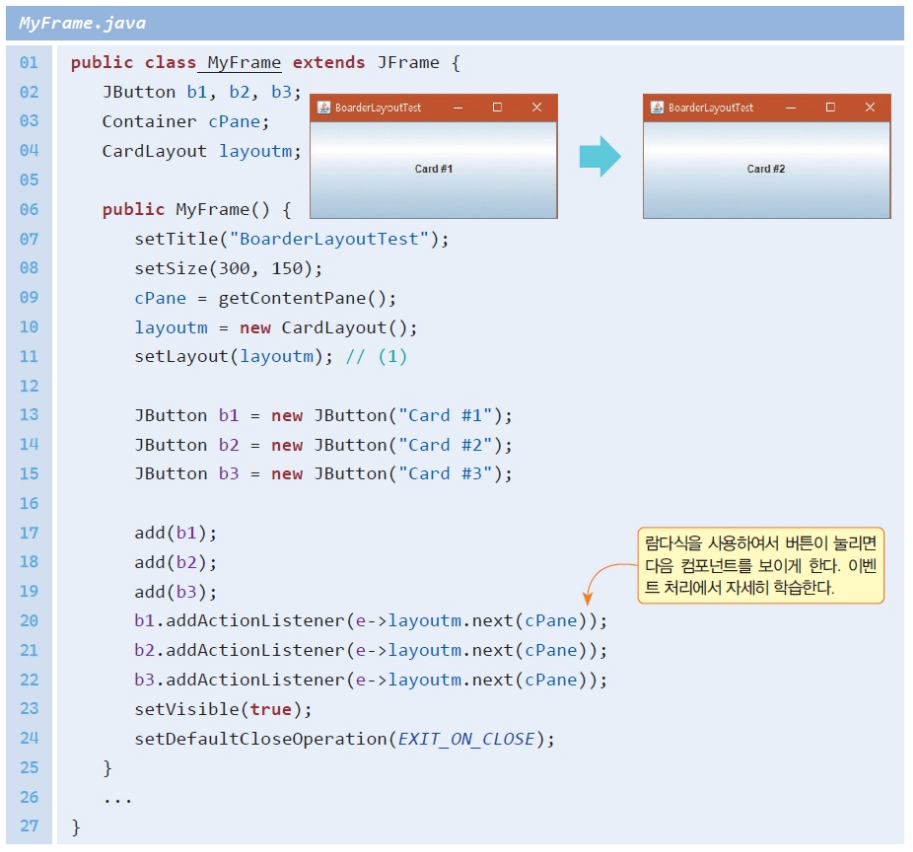 MyFrame.java
01 public class MyFrame extends JFrame {
02 JButton b1, b2, b3;
03 Container cPane;
04 CardLayout layoutm;
05
06 public MyFrame() {
07 setTitle("BoarderLayoutTest");
08 setSize(300, 150);
09 cPane = getContentPane();
10 layoutm = new CardLayout();
11 setLayout(layoutm); // (1)
12
13 JButton b1 = new JButton("Card #1");
14 JButton b2 = new JButton("Card #2");
15 JButton b3 = new JButton("Card #3");
16
17 add(b1);
18 add(b2);
19 add(b3);
20 b1.addActionListener(e->layoutm.next(cPane));
21 b2.addActionListener(e->layoutm.next(cPane));
22 b3.addActionListener(e->layoutm.next(cPane));
23 setVisible(true);
24 setDefaultCloseOperation(EXIT_ON_CLOSE);
25 }
26 ...
27 }
BoarderLayoutTest
Card #1
BoarderLayoutTest
Card #2
람다식을 사용하여서 버튼이 눌리면
다음 컴포넌트를 보이게 한다. 이벤
트 처리에서 자세히 학습한다.